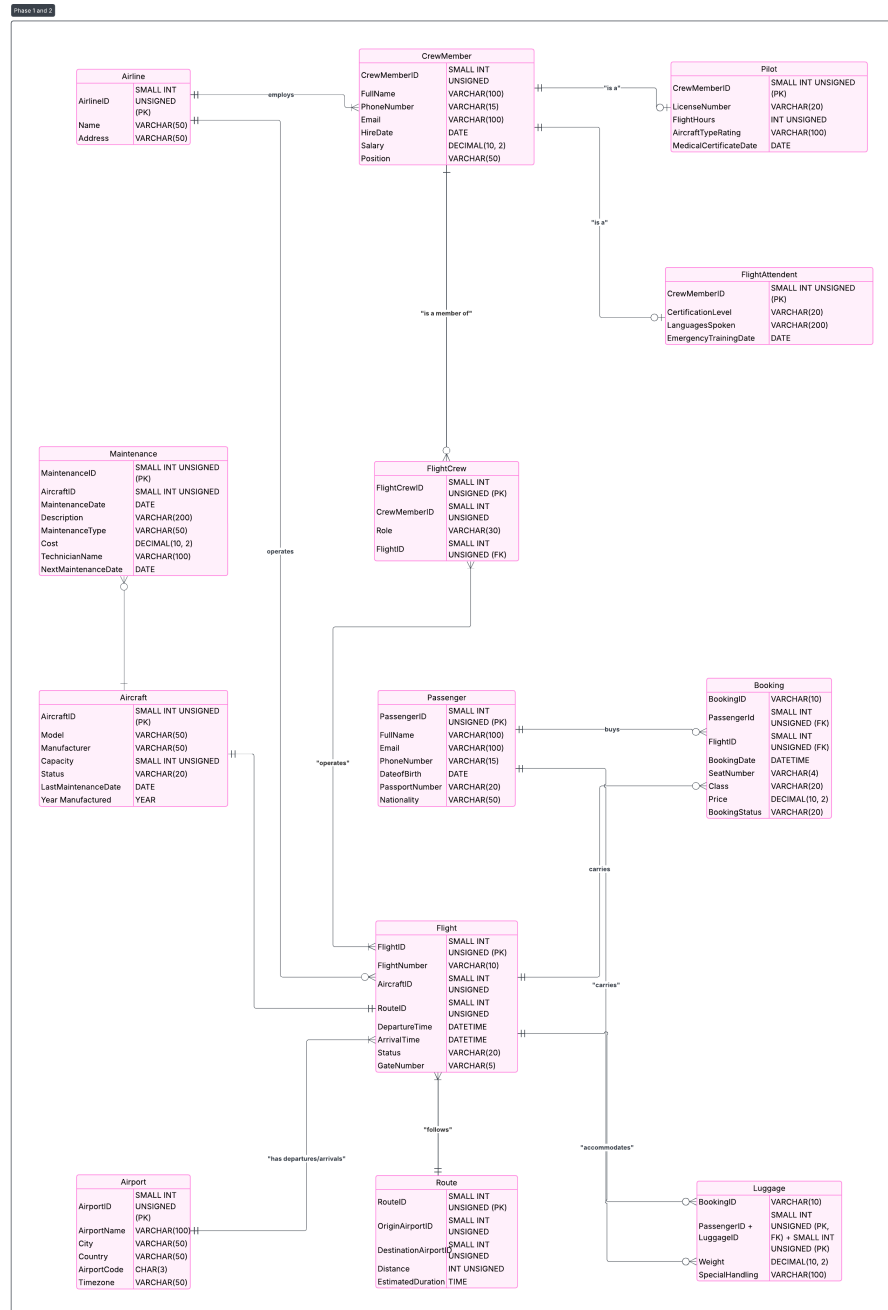 Phase 1 and 2
Airline
AirlineID
SMALL INT
UNSIGNED
(PK)
Name VARCHAR(50)
Address VARCHAR(50)
employs
CrewMember
CrewMemberID
SMALL INT
UNSIGNED
FullName VARCHAR(100)
PhoneNumber VARCHAR(15)
Email VARCHAR(100)
HireDate DATE
Salary DECIMAL(10, 2)
Position VARCHAR(50)
"is a"
Pilot
CrewMemberID
SMALL INT UNSIGNED
(PK)
LicenseNumber VARCHAR(20)
FlightHours INT UNSIGNED
AircraftTypeRating VARCHAR(100)
MedicalCertificateDate DATE
"is a"
FlightAttendent
CrewMemberID
SMALL INT UNSIGNED
(PK)
CertificationLevel VARCHAR(20)
LanguagesSpoken VARCHAR(200)
EmergencyTrainingDate DATE
"is a member of"
Maintenance
MaintenanceID
SMALL INT UNSIGNED
(PK)
AircraftID SMALL INT UNSIGNED
MaintenanceDate DATE
Description VARCHAR(200)
MaintenanceType VARCHAR(50)
Cost DECIMAL(10, 2)
TechnicianName VARCHAR(100)
NextMaintenanceDate DATE
operates
FlightCrew
FlightCrewID
SMALL INT
UNSIGNED (PK)
CrewMemberID
SMALL INT
UNSIGNED
Role VARCHAR(30)
FlightID
SMALL INT
UNSIGNED (FK)
Aircraft
AircraftID
SMALL INT UNSIGNED
(PK)
Model VARCHAR(50)
Manufacturer VARCHAR(50)
Capacity SMALL INT UNSIGNED
Status VARCHAR(20)
LastMaintenanceDate DATE
Year Manufactured YEAR
"operates"
Passenger
PassengerID
SMALL INT
UNSIGNED (PK)
FullName VARCHAR(100)
Email VARCHAR(100)
PhoneNumber VARCHAR(15)
DateofBirth DATE
PassportNumber VARCHAR(20)
Nationality VARCHAR(50)
buys
Booking
BookingID VARCHAR(10)
PassengerId
SMALL INT
UNSIGNED (FK)
FlightID
SMALL INT
UNSIGNED (FK)
BookingDate DATETIME
SeatNumber VARCHAR(4)
Class VARCHAR(20)
Price DECIMAL(10, 2)
BookingStatus VARCHAR(20)
carries
"carries"
Flight
FlightID
SMALL INT
UNSIGNED (PK)
FlightNumber VARCHAR(10)
AircraftID
SMALL INT
UNSIGNED
RouteID
SMALL INT
UNSIGNED
DepartureTime DATETIME
ArrivalTime DATETIME
Status VARCHAR(20)
GateNumber VARCHAR(5)
"follows"
"accommodates"
"has departures/arrivals"
Airport
AirportID
SMALL INT
UNSIGNED
(PK)
AirportName VARCHAR(100)
City VARCHAR(50)
Country VARCHAR(50)
AirportCode CHAR(3)
Timezone VARCHAR(50)
Route
RouteID
SMALL INT
UNSIGNED (PK)
OriginAirportID
SMALL INT
UNSIGNED
DestinationAirportID
SMALL INT
UNSIGNED
Distance INT UNSIGNED
EstimatedDuration TIME
Luggage
BookingID VARCHAR(10)
PassengerID +
LuggageID
SMALL INT
UNSIGNED (PK,
FK) + SMALL INT
UNSIGNED (PK)
Weight DECIMAL(10, 2)
SpecialHandling VARCHAR(100)